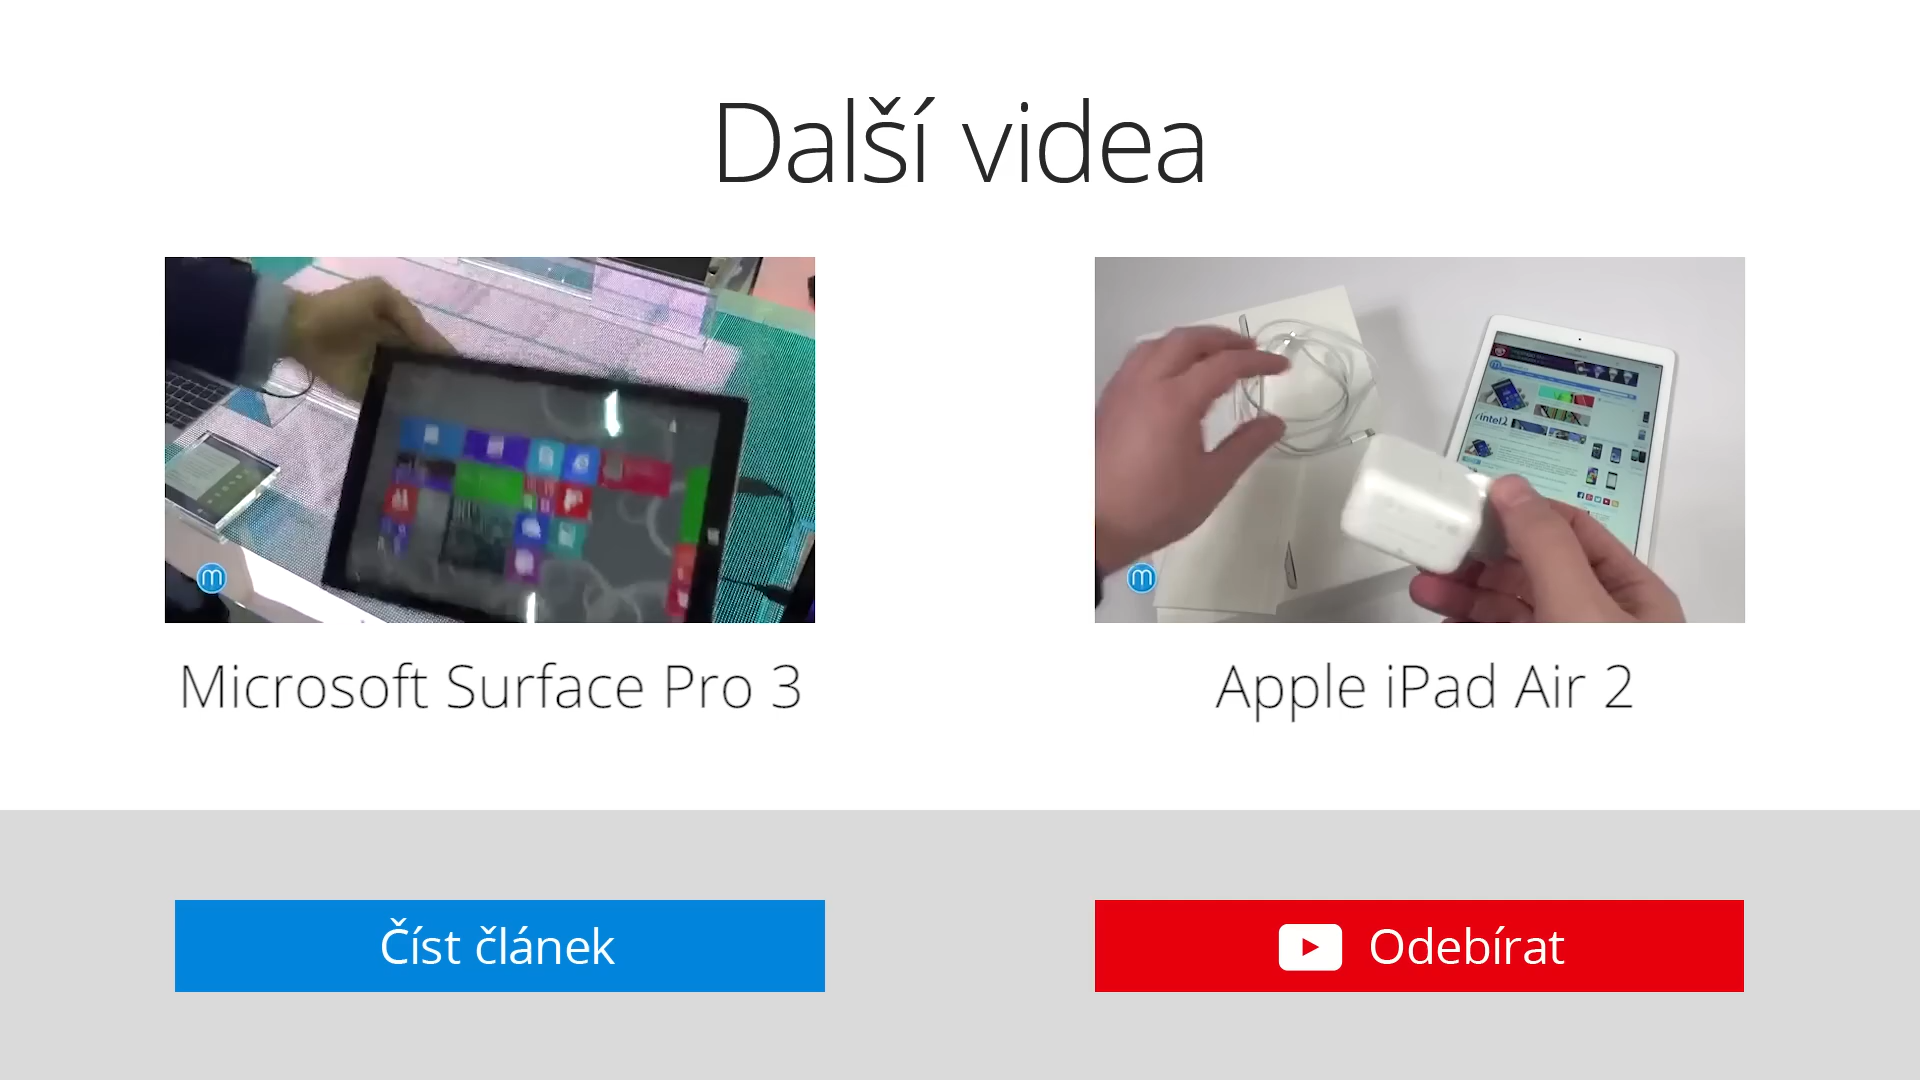 Další videa
Microsoft Surface Pro 3
Apple iPad Air 2
Číst článek
Odebírat